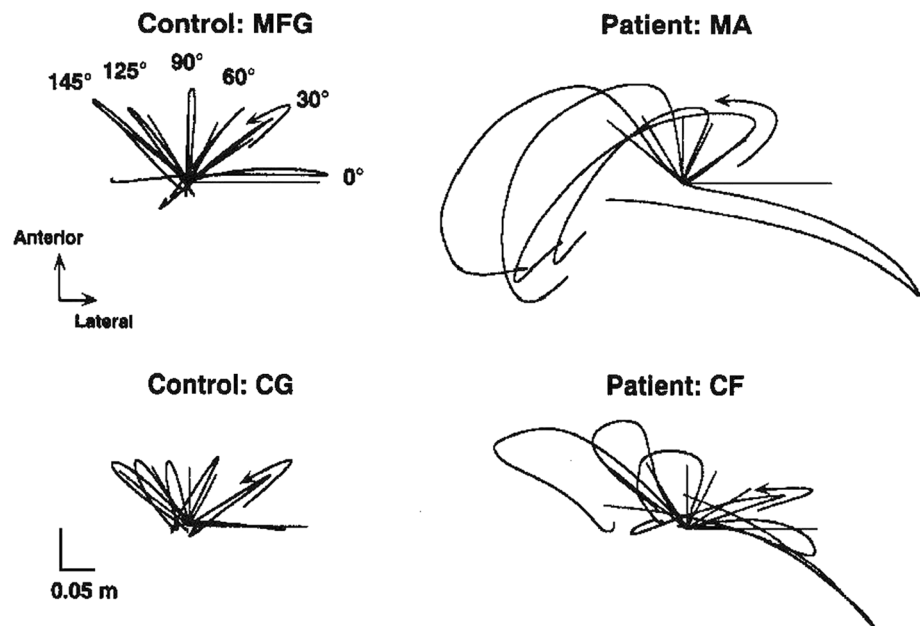 Control: MFG
Patient: MA
145°
125°
90°
60°
30°
0°
Anterior
Lateral
Control: CG
Patient: CF
0.05 m